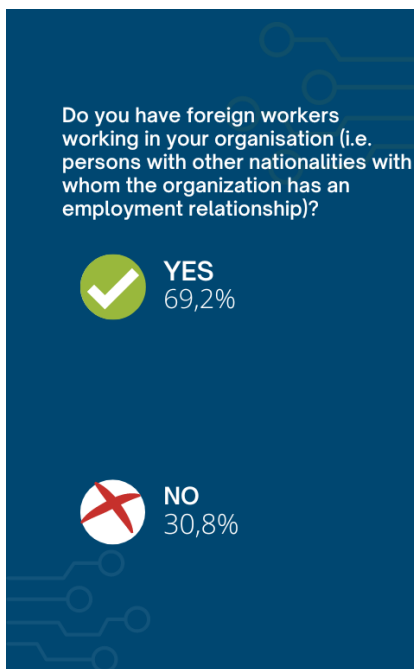 Do you have foreign workers
working in your organisation (i.e.
persons with other nationalities with
whom the organization has an
employment relationship)?
YES
69,2%
NO
30,8%